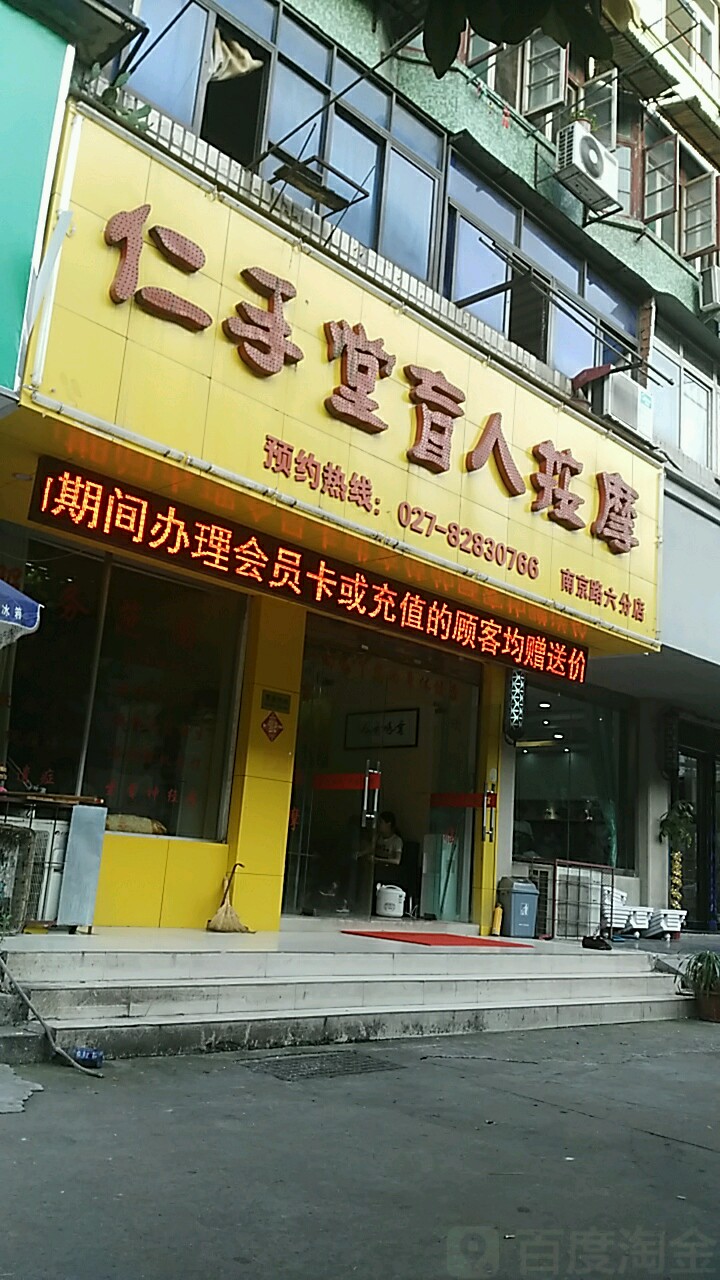 仁手堂盲人按摩
预约热线：027-82830766
南京路六分店
期间办理会员卡或充值的顾客均赠送价
冰箱
百度淘金